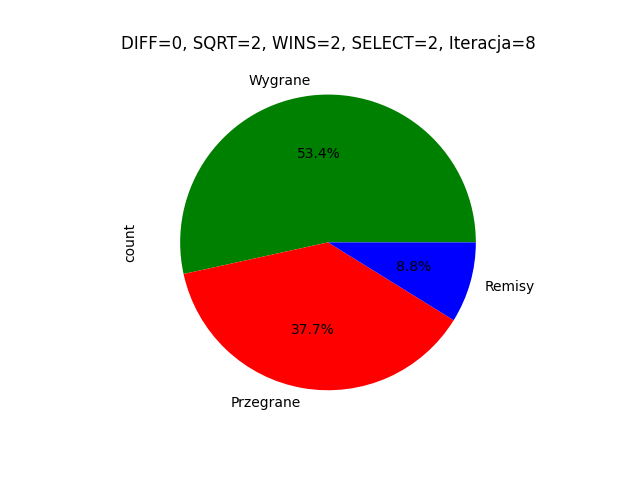 DIFF=0, SQRT=2, WINS=2, SELECT=2, Iteracja=8
Wygrane
53.4%
count
8.8%
Remisy
37.7%
Przegrane